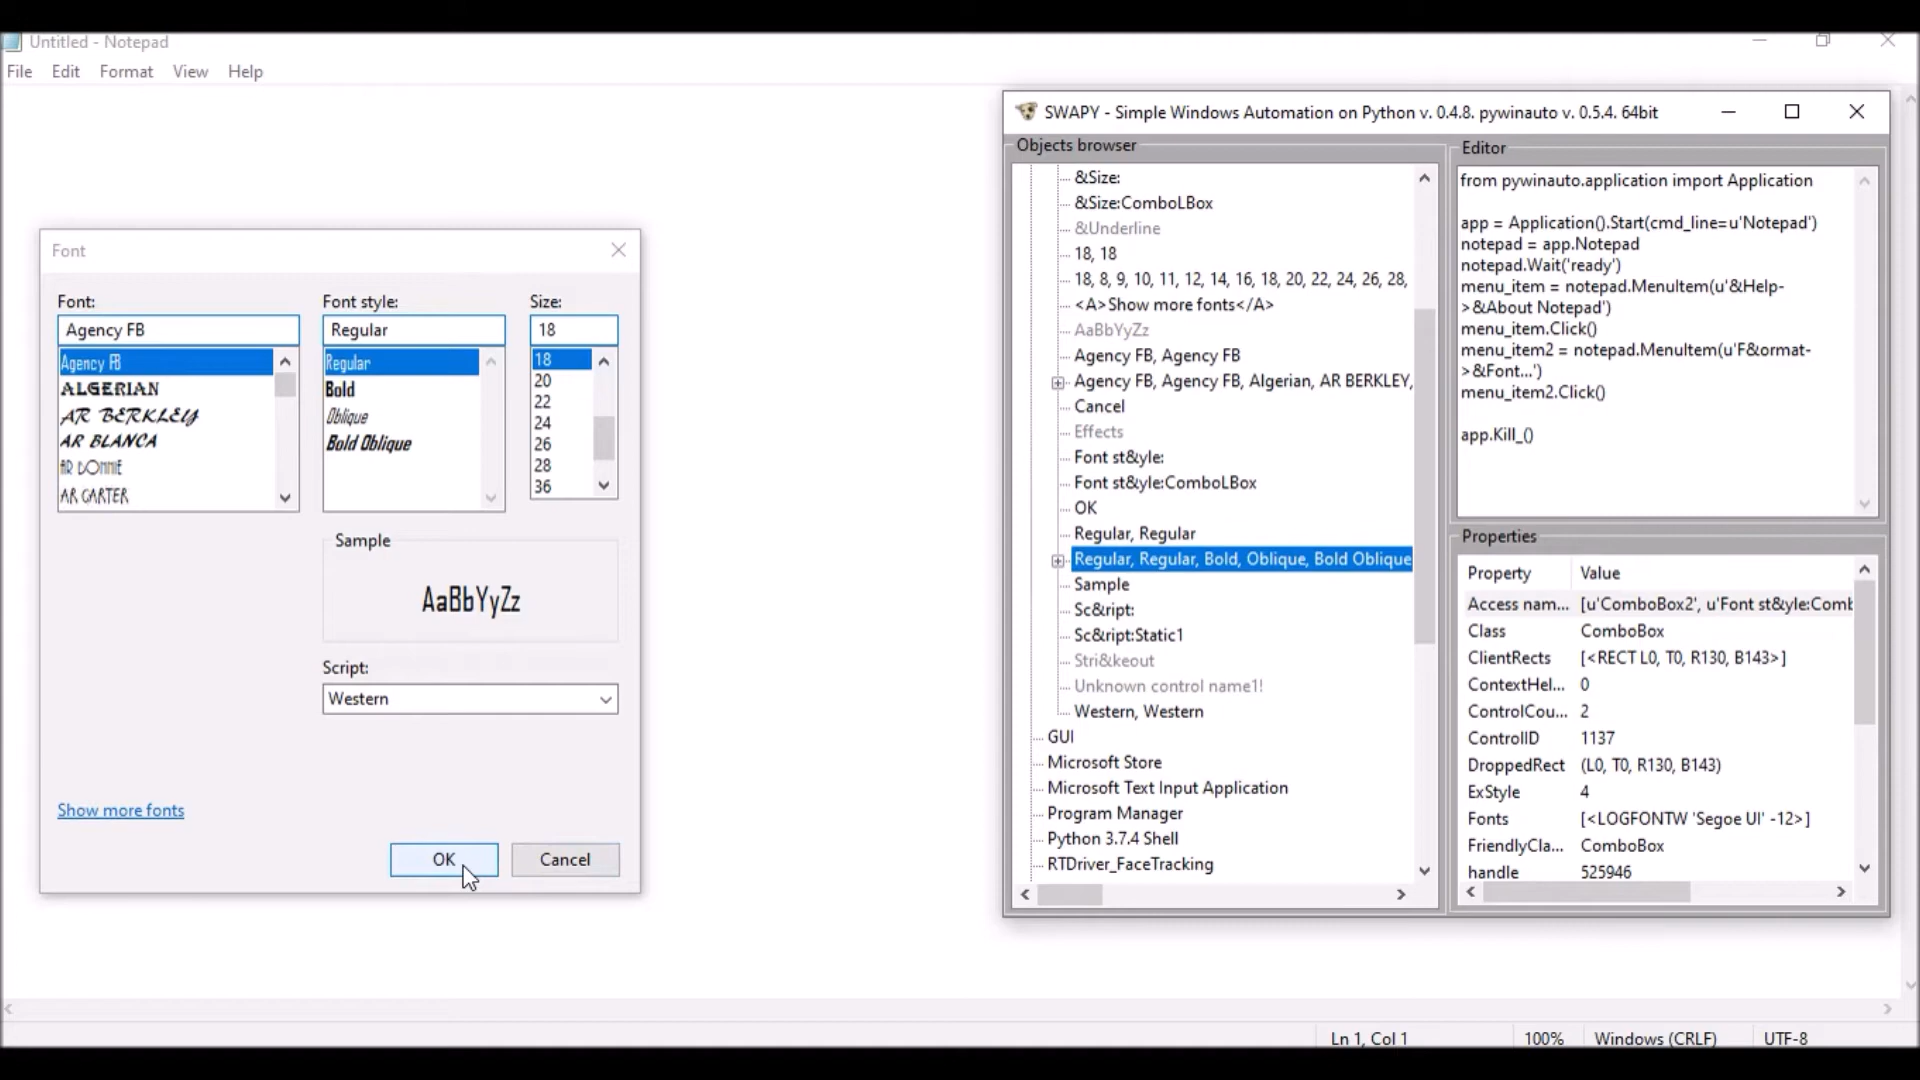 Untitled - Notepad
File Edit Format View Help
Font
Font:
Font style:
Size:
Agency FB
Regular
18
Agency FB
ALGERIAN
AR BERKLEY
AR BLANCA
AR BONNIE
AR CARTER
Regular
Bold
Oblique
Bold Oblique
18
20
22
24
26
28
36
Sample
AaBbYyZz
Script:
Western
Show more fonts
OK
Cancel
SWAPY - Simple Windows Automation on Python v. 0.4.8. pywinauto v. 0.5.4. 64bit
Objects browser
&Size:
&Size:ComboLBox
&Underline
18, 18
18, 8, 9, 10, 11, 12, 14, 16, 18, 20, 22, 24, 26, 28,
<A>Show more fonts</A>
AaBbYyZz
Agency FB, Agency FB
Agency FB, Agency FB, Algerian, AR BERKLEY,
Cancel
Effects
Font st&yle:
Font st&yle:ComboLBox
OK
Regular, Regular
Regular, Regular, Bold, Oblique, Bold Oblique
Sample
Sc&ript:
Sc&ript:Static1
Stri&keout
Unknown control name1!
Western, Western
GUI
Microsoft Store
Microsoft Text Input Application
Program Manager
Python 3.7.4 Shell
RTDriver_FaceTracking
Editor
from pywinauto.application import Application
app = Application().Start(cmd_line=u'Notepad')
notepad = app.Notepad
notepad.Wait('ready')
menu_item = notepad.MenuItem(u'&Help-
>&About Notepad')
menu_item.Click()
menu_item2 = notepad.MenuItem(u'F&ormat-
>&Font...')
menu_item2.Click()
app.Kill_()
Properties
Property Value
Access nam... [u'ComboBox2', u'Font st&yle:Comb
Class ComboBox
ClientRects [<RECT L0, T0, R130, B143>]
ContextHel... 0
ControlCou... 2
ControlID 1137
DroppedRect (L0, T0, R130, B143)
ExStyle 4
Fonts [<LOGFONTW 'Segoe UI' -12>]
FriendlyCla... ComboBox
handle 525946
Ln 1, Col 1
100%
Windows (CRLF)
UTF-8